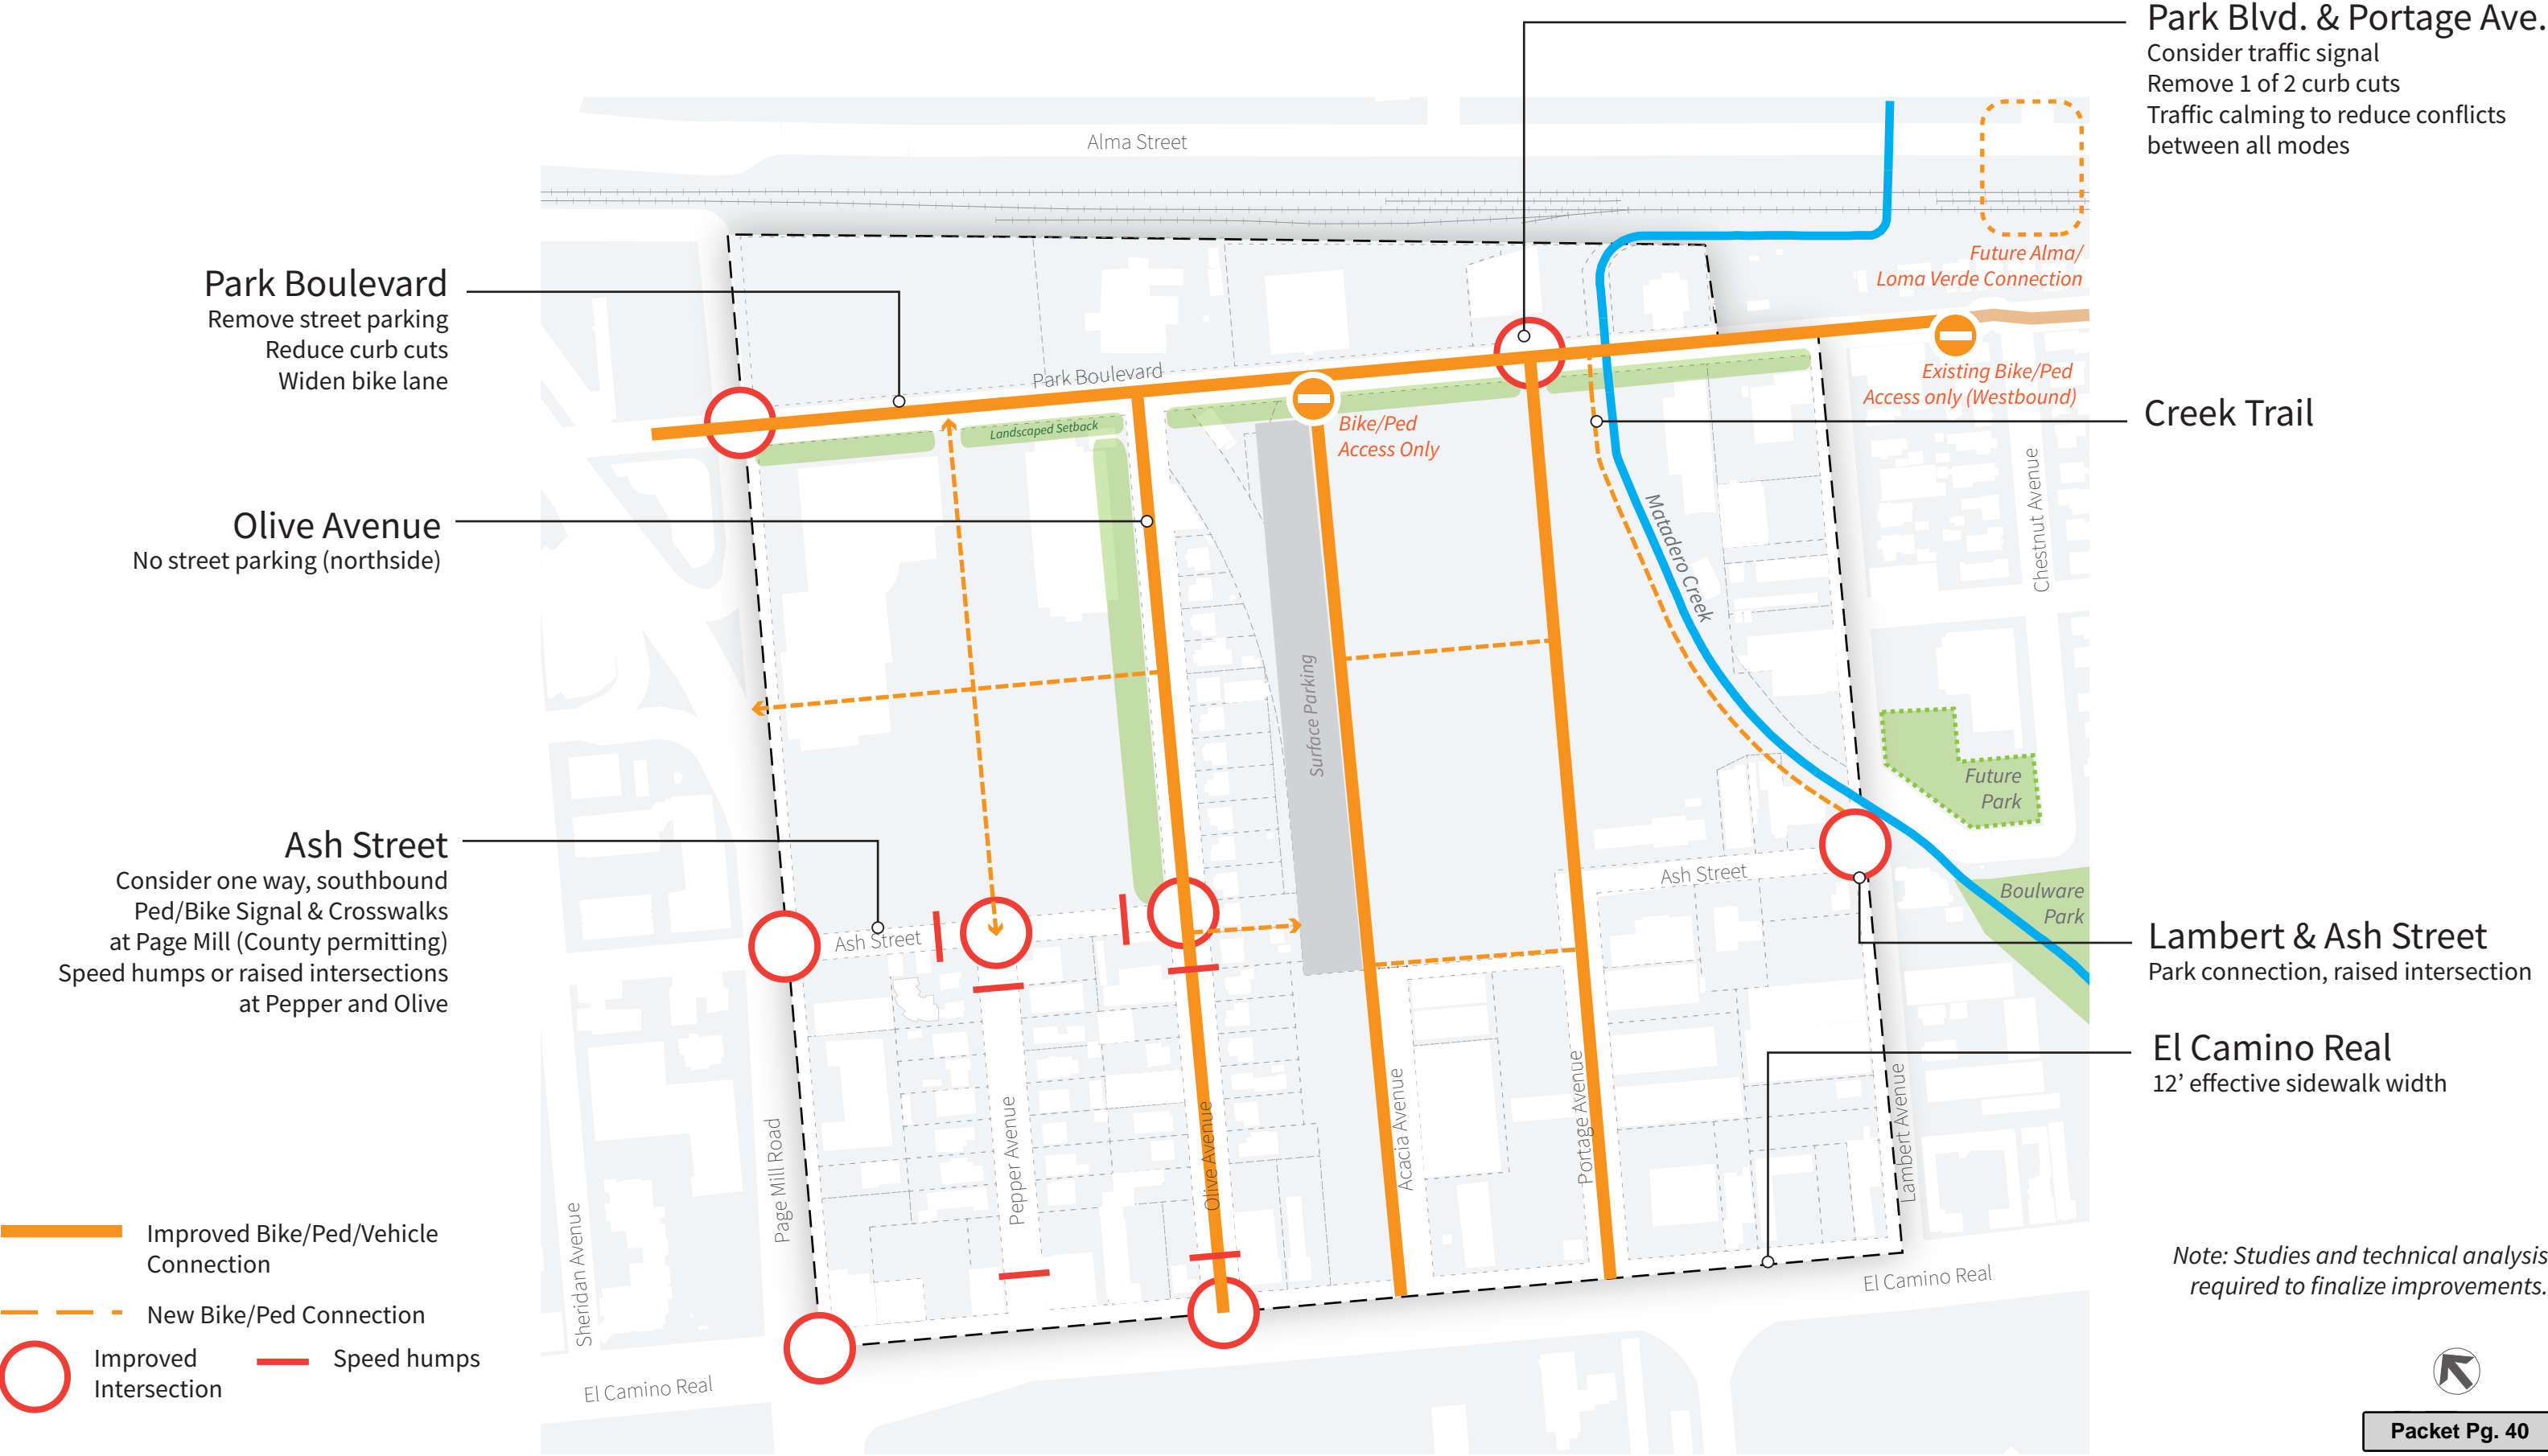 Park Blvd. & Portage Ave.
Consider traffic signal
Remove 1 of 2 curb cuts
Traffic calming to reduce conflicts
between all modes
Alma Street
Future Alma/
Loma Verde Connection
Park Boulevard
Remove street parking
Reduce curb cuts
Widen bike lane
Park Boulevard
Existing Bike/Ped
Access only (Westbound)
Creek Trail
Landscaped Setback
Bike/Ped
Access Only
Olive Avenue
No street parking (northside)
Matadero Creek
Chestnut Avenue
Surface Parking
Future
Park
Ash Street
Consider one way, southbound
Ped/Bike Signal & Crosswalks
at Page Mill (County permitting)
Speed humps or raised intersections
at Pepper and Olive
Ash Street
Ash Street
Boulware
Park
Lambert & Ash Street
Park connection, raised intersection
El Camino Real
12’ effective sidewalk width
Sheridan Avenue
Page Mill Road
Pepper Avenue
Olive Avenue
Acacia Avenue
Portage Avenue
Lambert Avenue
El Camino Real
El Camino Real
Improved Bike/Ped/Vehicle
Connection
New Bike/Ped Connection
Improved
Intersection
Speed humps
Note: Studies and technical analysis
required to finalize improvements.
Packet Pg. 40